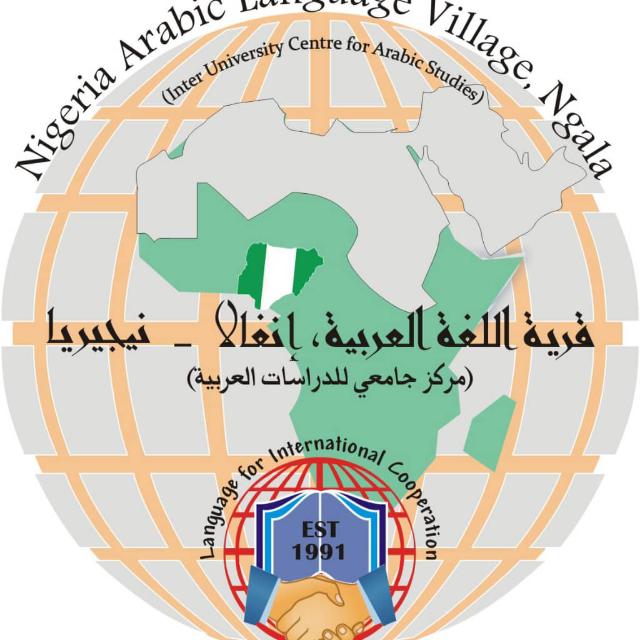 Nigeria Arabic Language Village, Ngala
(Inter University Centre for Arabic Studies)
قرية اللغة العربية، إنغالا - نيجيريا
(مركز جامعي للدراسات العربية)
Language for International Cooperation
EST
1991